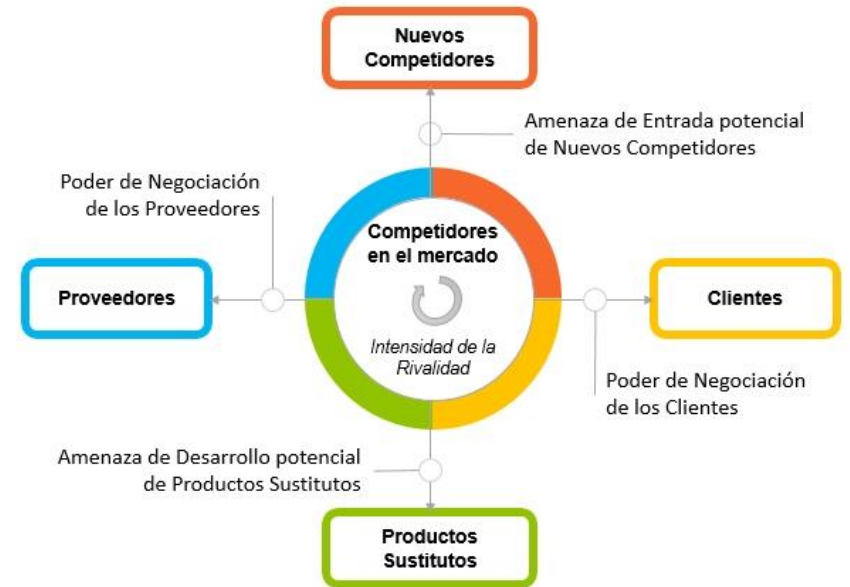 Nuevos
Competidores
Amenaza de Entrada potencial
de Nuevos Competidores
Poder de Negociación
de los Proveedores
Competidores
en el mercado
Proveedores
Clientes
Intensidad de la
Rivalidad
Poder de Negociación
de los Clientes
Amenaza de Desarrollo potencial
de Productos Sustitutos
Productos
Sustitutos